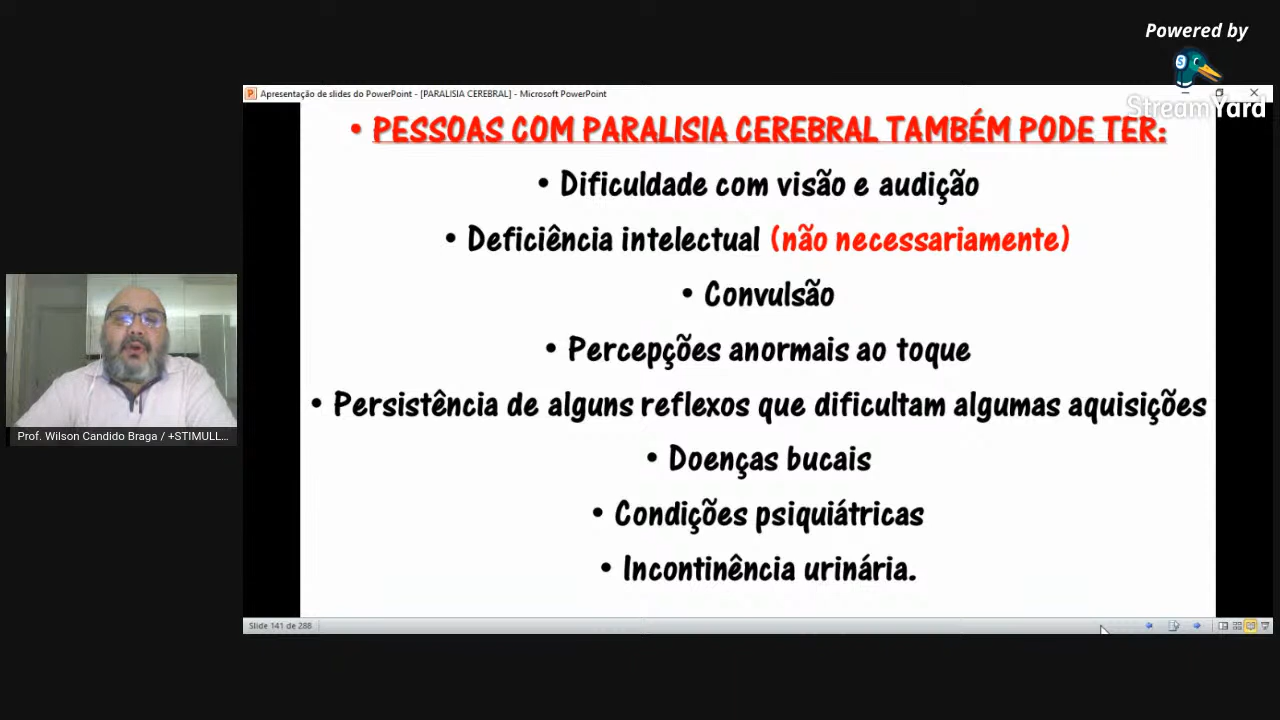 Powered by
StreamYard
Apresentação de slides do PowerPoint - [PARALISIA CEREBRAL] - Microsoft PowerPoint
• PESSOAS COM PARALISIA CEREBRAL TAMBÉM PODE TER:
• Dificuldade com visão e audição
• Deficiência intelectual (não necessariamente)
• Convulsão
• Percepções anormais ao toque
• Persistência de alguns reflexos que dificultam algumas aquisições
• Doenças bucais
• Condições psiquiátricas
• Incontinência urinária.
Prof. Wilson Candido Braga / +STIMULL...
Slide 141 de 288